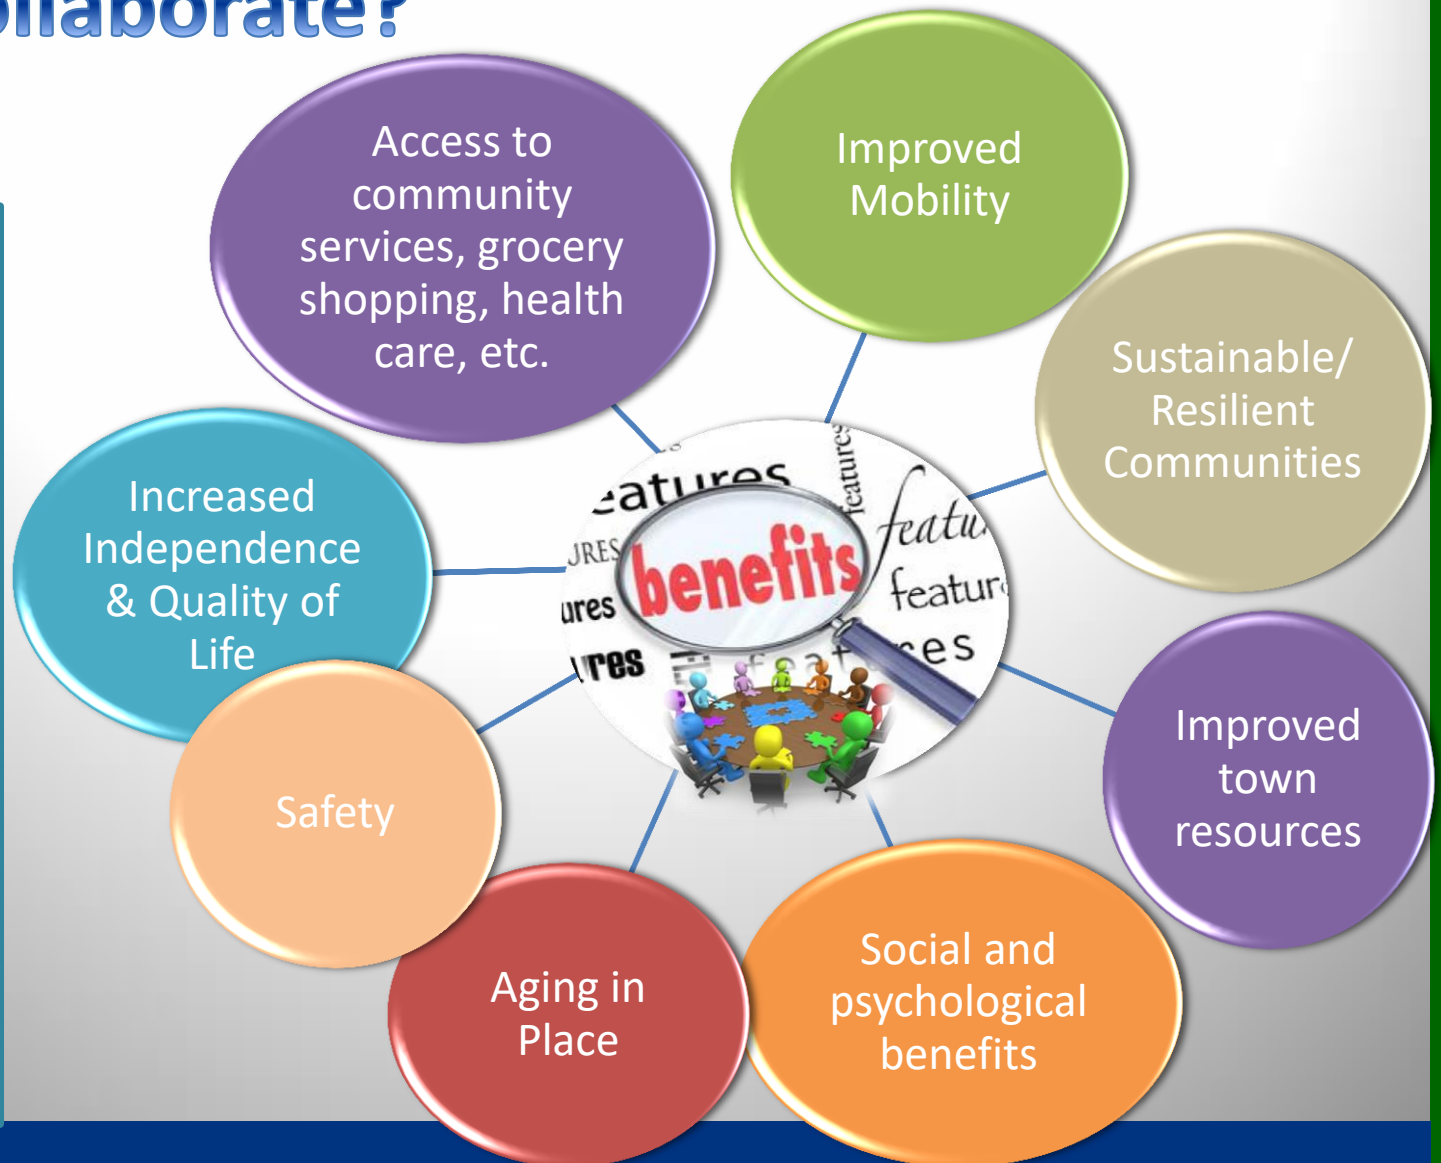 Access to
community
services, grocery
shopping, health
care, etc.
Improved
Mobility
Sustainable/
Resilient
Communities
Increased
Independence
& Quality of
Life
features
benefits
Improved
town
resources
Safety
Aging in
Place
Social and
psychological
benefits